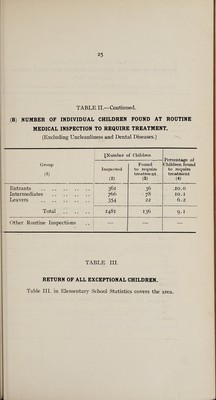 25
TABLE II.—Continued.
(B) NUMBER OF INDIVIDUAL CHILDREN FOUND AT ROUTINE
MEDICAL INSPECTION TO REQUIRE TREATMENT.
(Excluding Uncleanliness and Dental Diseases.)
Group
(1)
Number of Children
Inspected
(2)
Found to require treatment.
(3)
Percentage of Children found to require treatment
(4)
Entrants .. .. .. .. .. 361 36 10.0
Intermediates .. .. .. .. 766 78 10.1
Leavers .. .. .. .. .. 354 22 6.2
Total .. .. .. 1481 136 9.1
Other Routine Inspections .. — — —
TABLE III.
RETURN OF ALL EXCEPTIONAL CHILDREN.
Table III. in Elementary School Statistics covers the area.